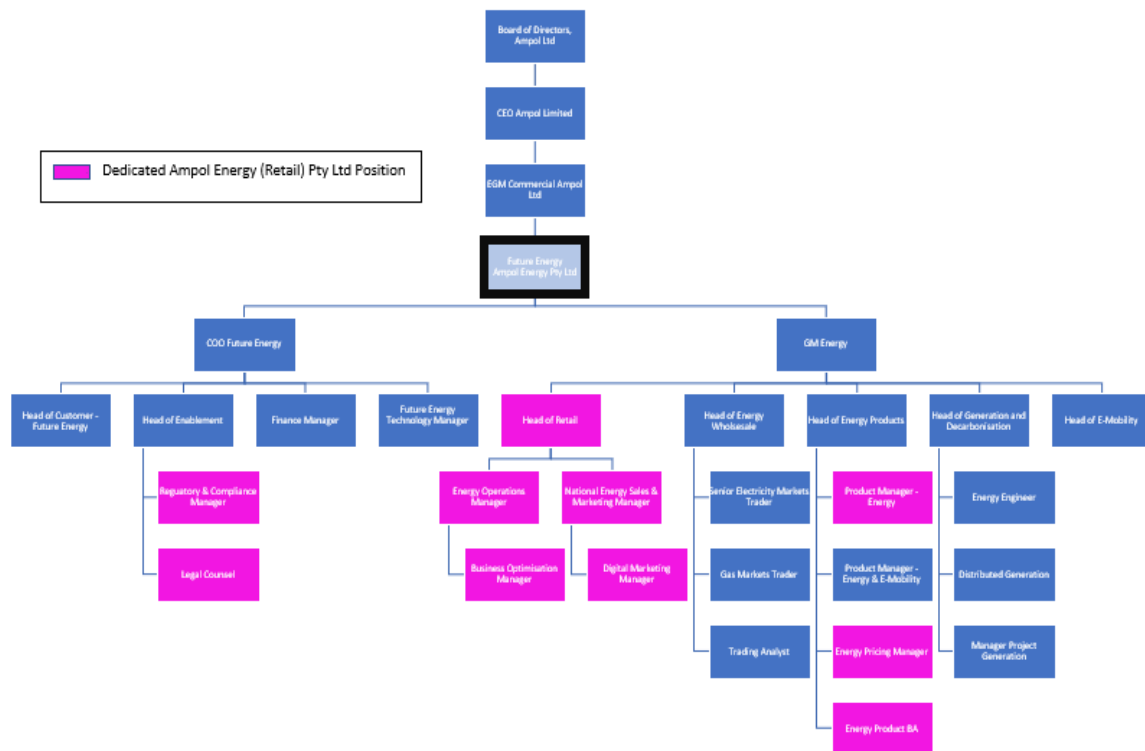 Board of Directors,
Ampol Ltd
CEO Ampol Limited
Dedicated Ampol Energy (Retail) Pty Ltd Position
EGM Commercial Ampol
Ltd
Future Energy
Ampol Energy Pty Ltd
COO Future Energy
GM Energy
Head of Customer -
Future Energy
Head of Enablement
Finance Manager
Future Energy
Technology Manager
Head of Retail
Head of Energy
Wholesale
Head of Energy Products
Head of Generation and
Decarbonisation
Head of E-Mobility
Reguatory & Compliance
Manager
Energy Operations
Manager
National Energy Sales &
Marketing Manager
Senior Electricity Markets
Trader
Product Manager -
Energy
Energy Engineer
Legal Counsel
Business Optimisation
Manager
Digital Marketing
Manager
Gas Markets Trader
Product Manager -
Energy & E-Mobility
Distributed Generation
Trading Analyst
Energy Pricing Manager
Manager Project
Generation
Energy Product BA